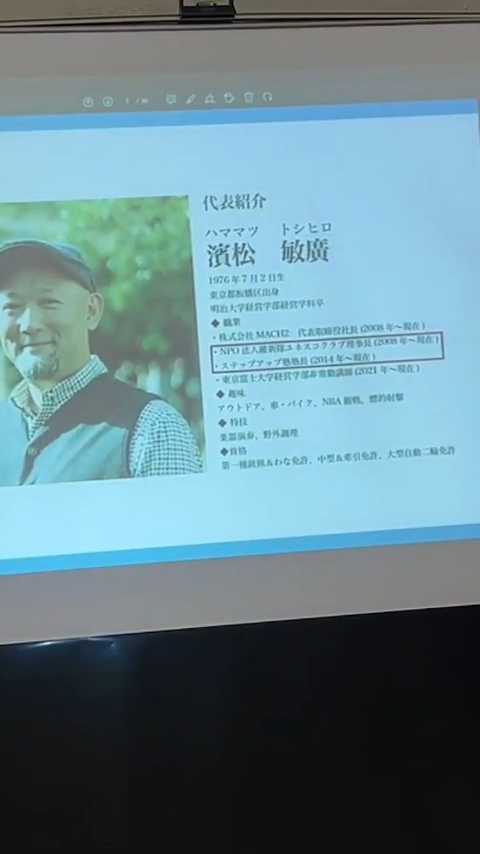 代表紹介
ハママツ トシヒロ
濱松 敏廣
1976年7月2日生
東京都板橋区出身
明治大学経営学部経営学科卒
◆ 職業
・株式会社MACH2 代表取締役社長 (2008年〜現在)
・NPO法人維新隊ユネスコクラブ理事長 (2008年〜現在)
・ステップアップ塾塾長 (2014年〜現在)
・東京富士大学経営学部非常勤講師 (2021年〜現在)
◆ 趣味
アウトドア、車・バイク、NBA観戦、標的射撃
◆ 特技
楽器演奏、野外調理
◆資格
第一種銃猟&わな免許、中型&牽引免許、大型自動二輪免許